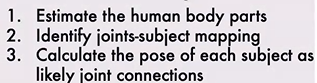 1. Estimate the human body parts
2. Identify joints-subject mapping
3. Calculate the pose of each subject as
likely joint connections